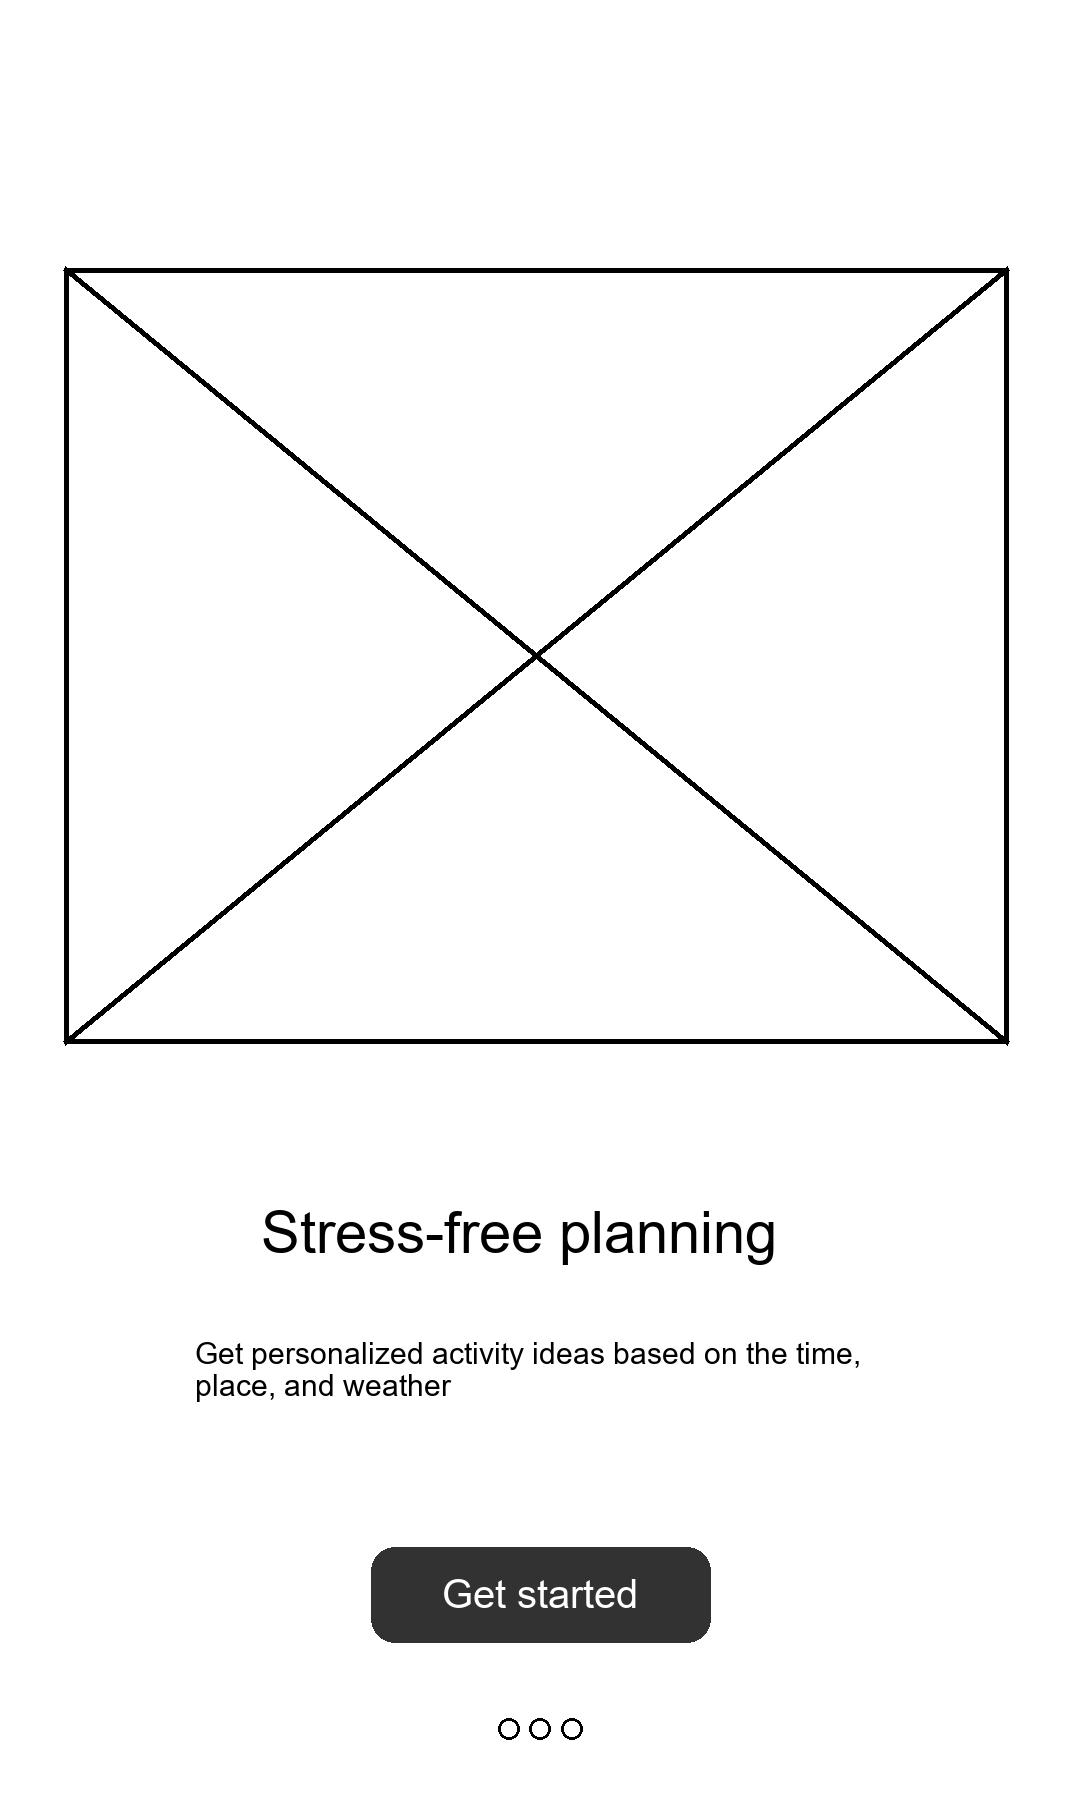 Stress-free planning
Get personalized activity ideas based on the time,
place, and weather
Get started